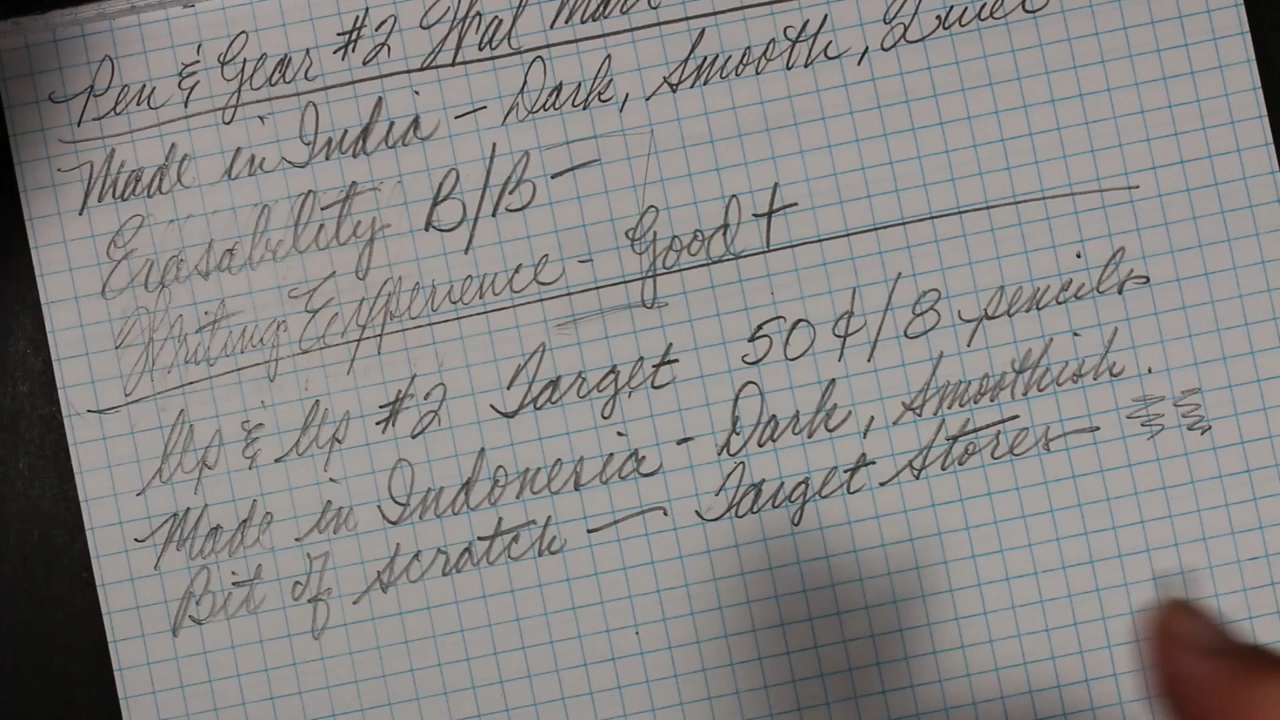 Pen & Gear #2 Wal Mart
Made in India - Dark, Smooth, Quiet
Erasability B/B-
Writing Experience - Good+
Up & Up #2 Target 50¢/8 pencils
Made in Indonesia - Dark, Smoothish.
Bit of scratch — Target Stores